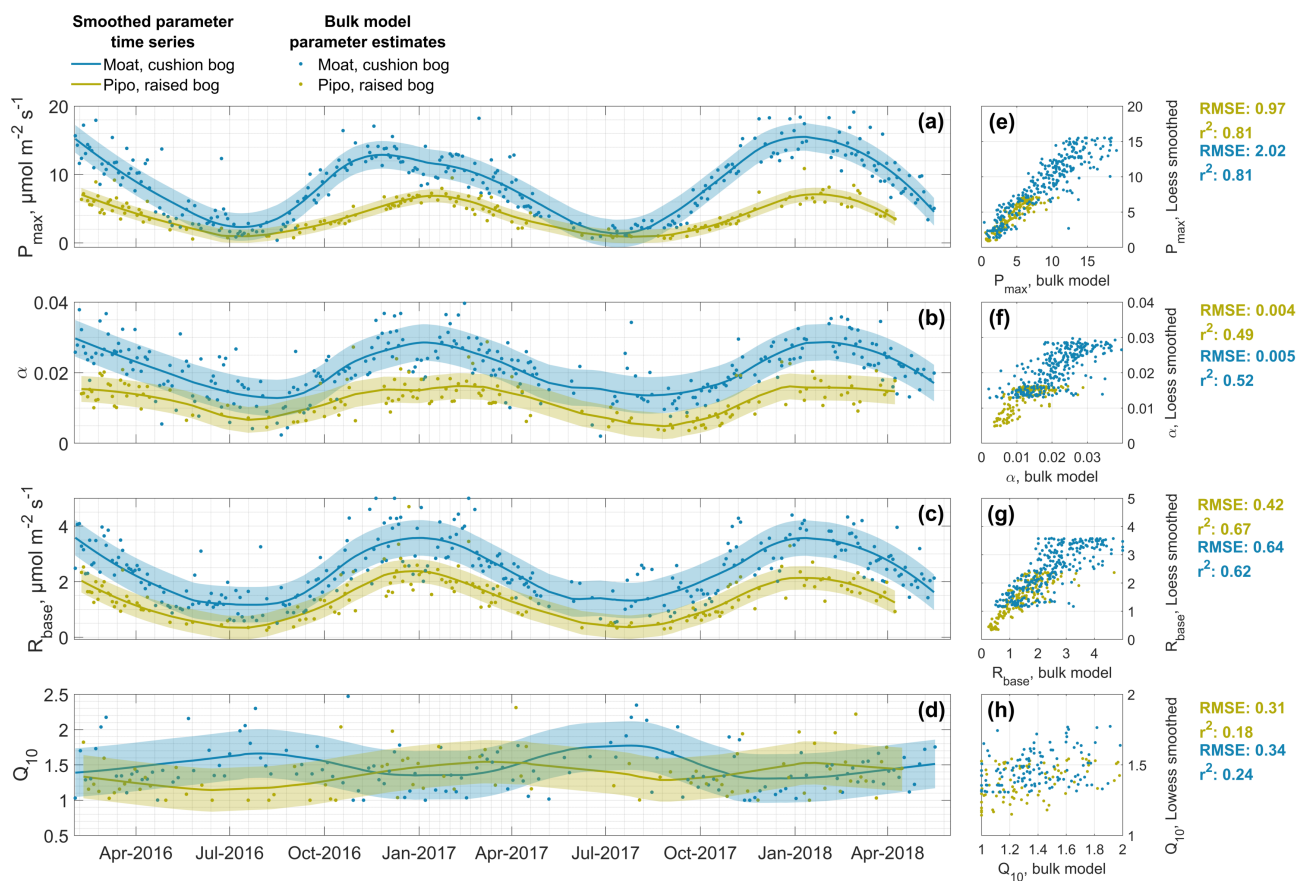 Smoothed parameter time series
Bulk model parameter estimates
Moat, cushion bog
Moat, cushion bog
Pipo, raised bog
Pipo, raised bog
20
10
0
P_max, μmol m⁻² s⁻¹
(a)
(e)
20
15
10
5
0
5 10 15
P_max, bulk model
P_max, Loess smoothed
RMSE: 0.97
r²: 0.81
RMSE: 2.02
r²: 0.81
0.04
0.02
0
α
(b)
(f)
0.04
0.03
0.02
0.01
0
0 0.01 0.02 0.03
α, bulk model
α, Loess smoothed
RMSE: 0.004
r²: 0.49
RMSE: 0.005
r²: 0.52
4
2
0
R_base, μmol m⁻² s⁻¹
(c)
(g)
5
4
3
2
1
0
0 1 2 3 4
R_base, bulk model
R_base, Loess smoothed
RMSE: 0.42
r²: 0.67
RMSE: 0.64
r²: 0.62
2.5
2
1.5
1
0.5
Q₁₀
(d)
Apr-2016 Jul-2016 Oct-2016 Jan-2017 Apr-2017 Jul-2017 Oct-2017 Jan-2018 Apr-2018
(h)
2
1.5
1
1 1.2 1.4 1.6 1.8 2
Q₁₀, bulk model
Q₁₀, Lowess smoothed
RMSE: 0.31
r²: 0.18
RMSE: 0.34
r²: 0.24